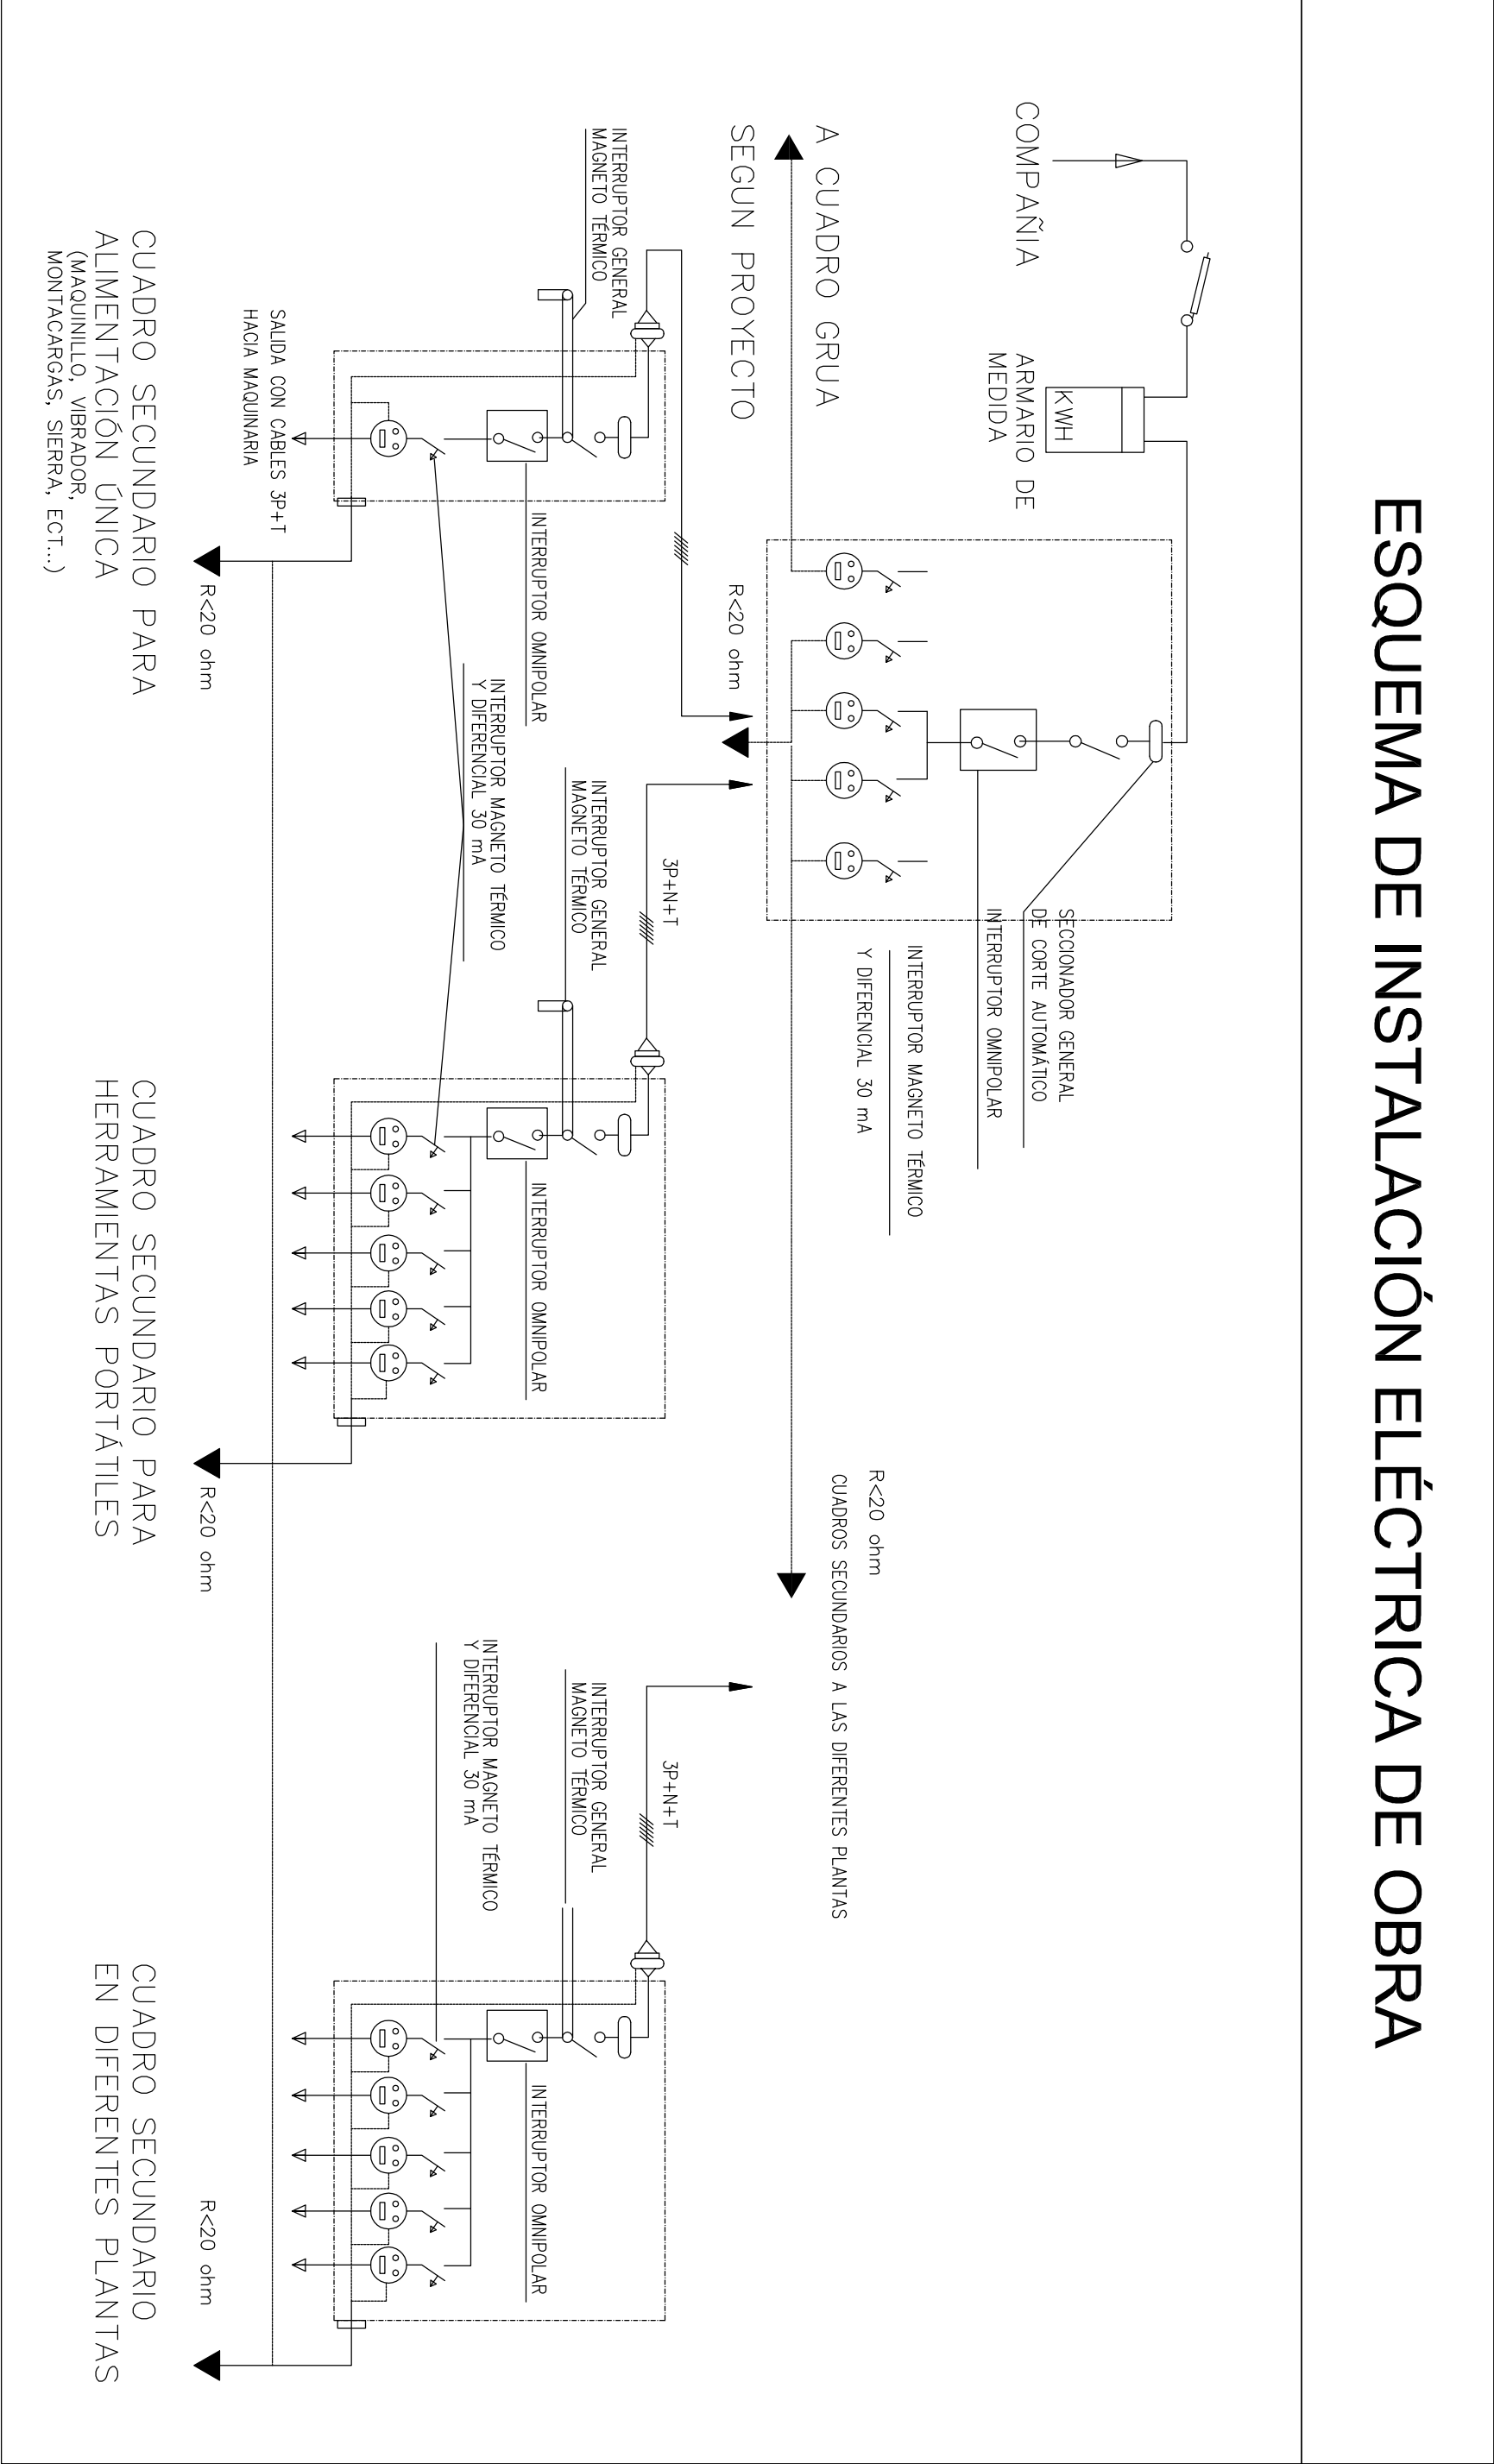 ESQUEMA DE INSTALACIÓN ELÉCTRICA DE OBRA
COMPAÑIA
ARMARIO DE
MEDIDA
KWH
SECCIONADOR GENERAL
DE CORTE AUTOMÁTICO
INTERRUPTOR OMNIPOLAR
INTERRUPTOR MAGNETO TÉRMICO
Y DIFERENCIAL 30 mA
A CUADRO GRUA
SEGUN PROYECTO
R<20 ohm
R<20 ohm
CUADROS SECUNDARIOS A LAS DIFERENTES PLANTAS
INTERRUPTOR GENERAL
MAGNETO TÉRMICO
INTERRUPTOR OMNIPOLAR
INTERRUPTOR MAGNETO TÉRMICO
Y DIFERENCIAL 30 mA
SALIDA CON CABLES 3P+T
HACIA MAQUINARIA
R<20 ohm
CUADRO SECUNDARIO PARA
ALIMENTACIÓN ÚNICA
(MAQUINILLO, VIBRADOR,
MONTACARGAS, SIERRA, ECT...)
3P+N+T
INTERRUPTOR GENERAL
MAGNETO TÉRMICO
INTERRUPTOR OMNIPOLAR
R<20 ohm
CUADRO SECUNDARIO PARA
HERRAMIENTAS PORTÁTILES
3P+N+T
INTERRUPTOR GENERAL
MAGNETO TÉRMICO
INTERRUPTOR MAGNETO TÉRMICO
Y DIFERENCIAL 30 mA
INTERRUPTOR OMNIPOLAR
R<20 ohm
CUADRO SECUNDARIO
EN DIFERENTES PLANTAS